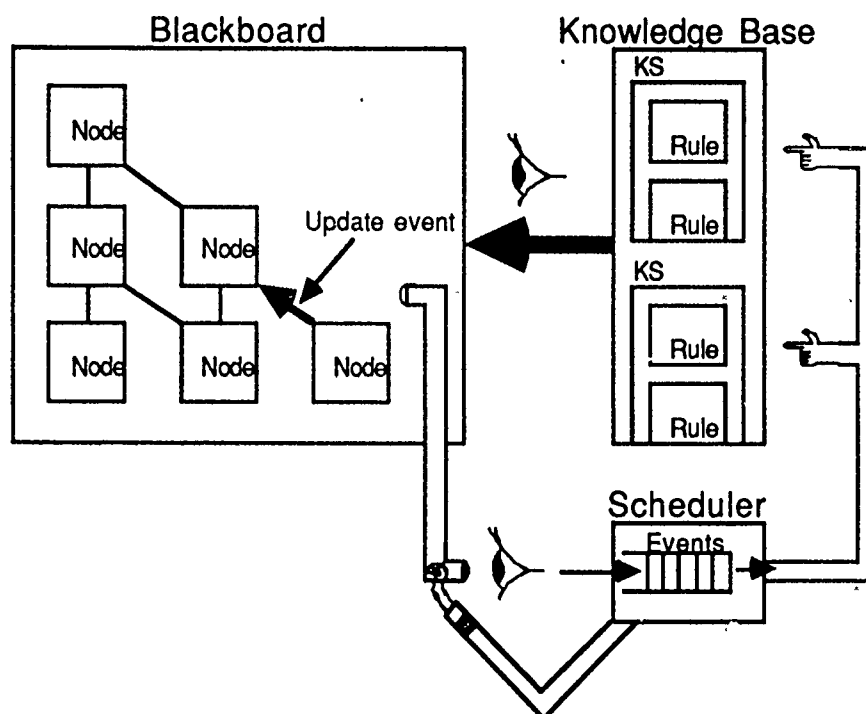 Blackboard
Node
Node
Node
Update event
Node
Node
Node
Knowledge Base
KS
Rule
Rule
KS
Rule
Rule
Scheduler
Events